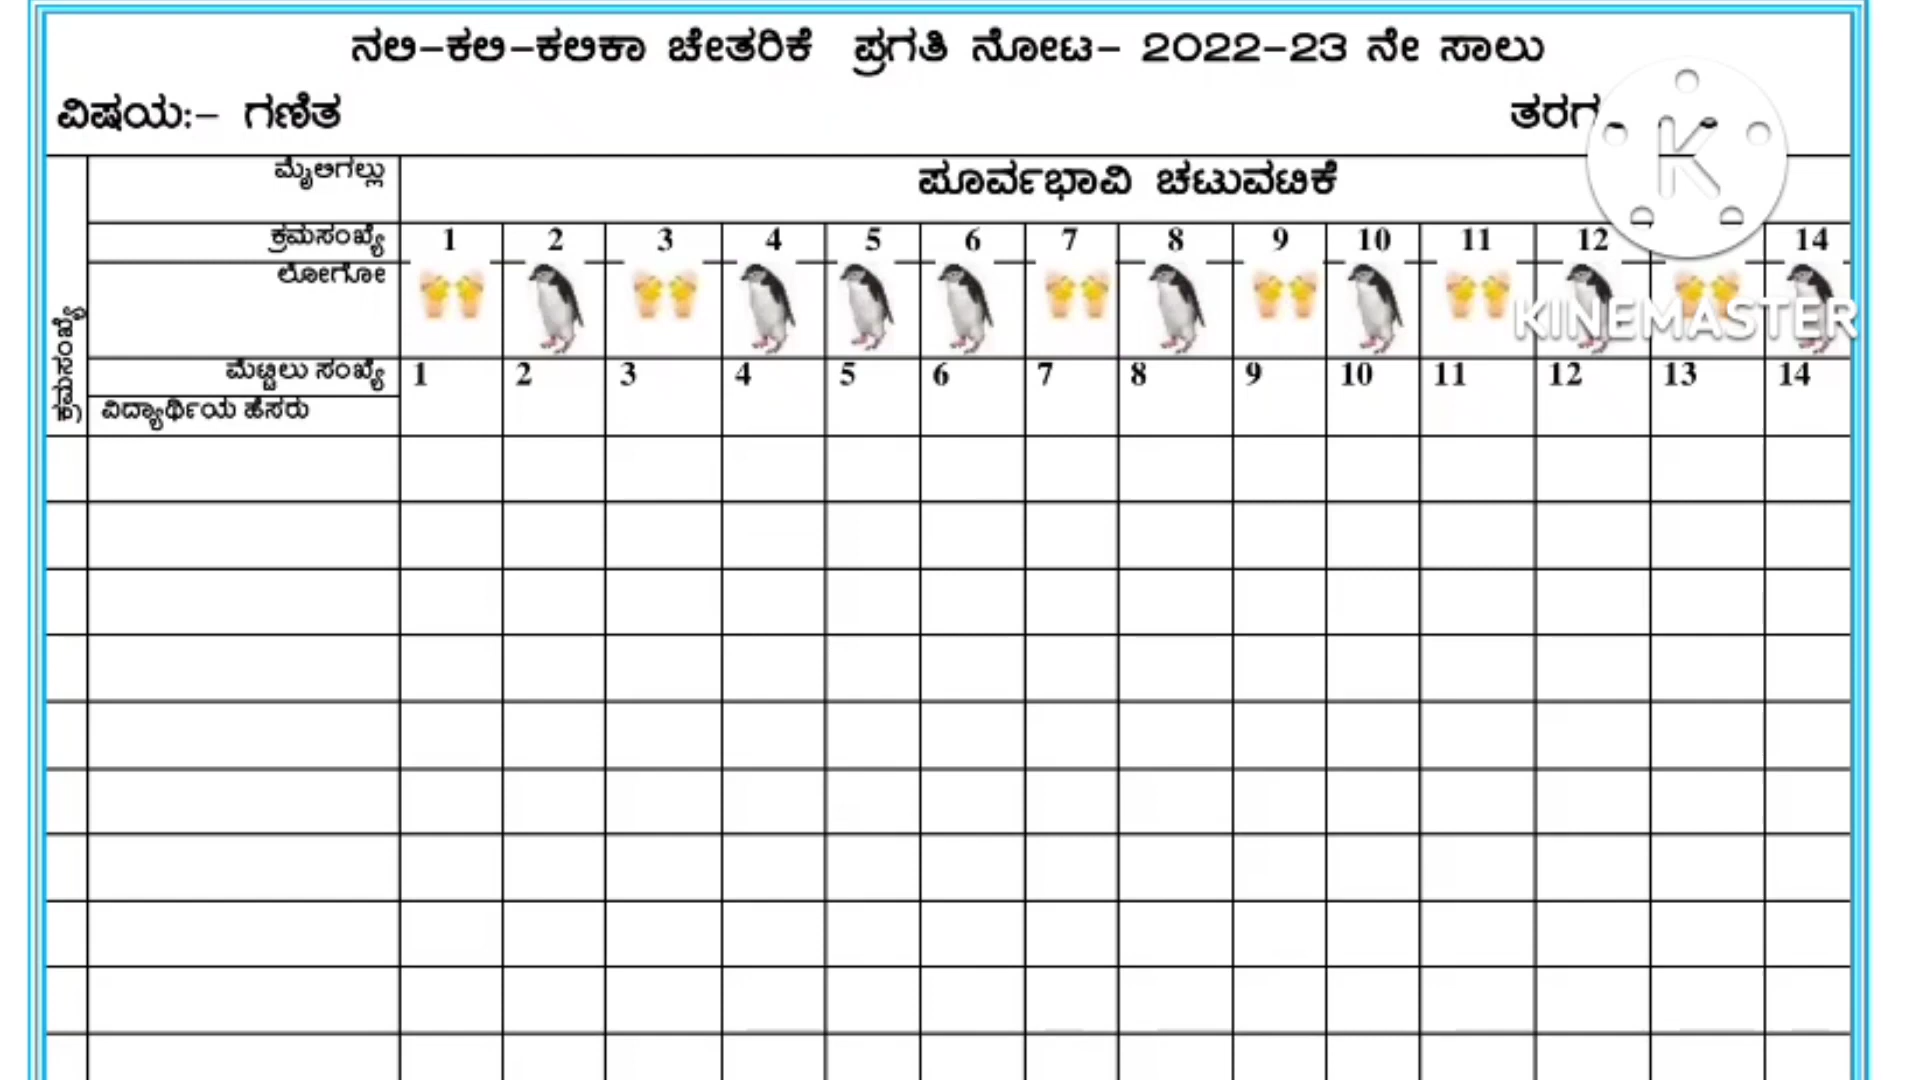 ನಲಿ-ಕಲಿ-ಕಲಿಕಾ ಚೇತರಿಕೆ ಪ್ರಗತಿ ನೋಟ- 2022-23 ನೇ ಸಾಲು
ವಿಷಯ:- ಗಣಿತ
ಮೈಲಿಗಲ್ಲು ಪೂರ್ವಭಾವಿ ಚಟುವಟಿಕೆ
ಕ್ರಮಸಂಖ್ಯೆ 1 2 3 4 5 6 7 8 9 10 11 12 14
ಲೋಗೋ
KINEMASTER
ಮೆಟ್ಟಿಲು ಸಂಖ್ಯೆ 1 2 3 4 5 6 7 8 9 10 11 12 13 14
ಕ್ರಮಸಂಖ್ಯೆ
ವಿದ್ಯಾರ್ಥಿಯ ಹೆಸರು